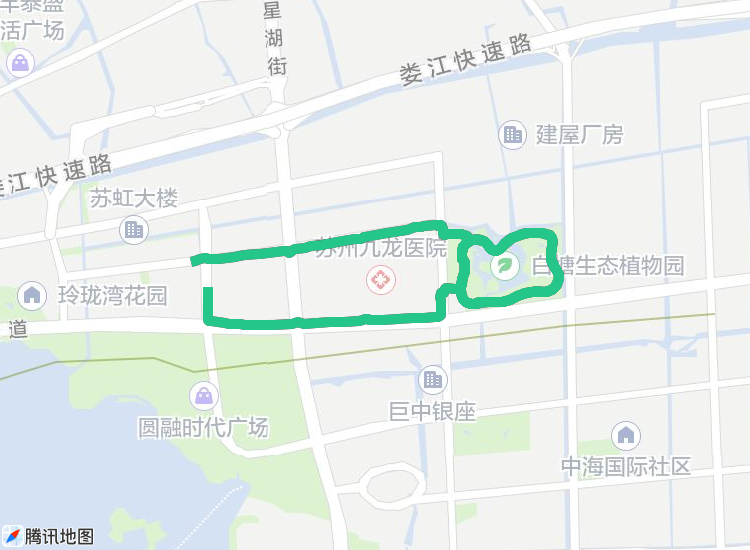 活广场
星湖街
娄江快速路
建屋厂房
江快速路
苏虹大楼
苏州九龙医院
白塘生态植物园
玲珑湾花园
道
巨中银座
圆融时代广场
中海国际社区
腾讯地图